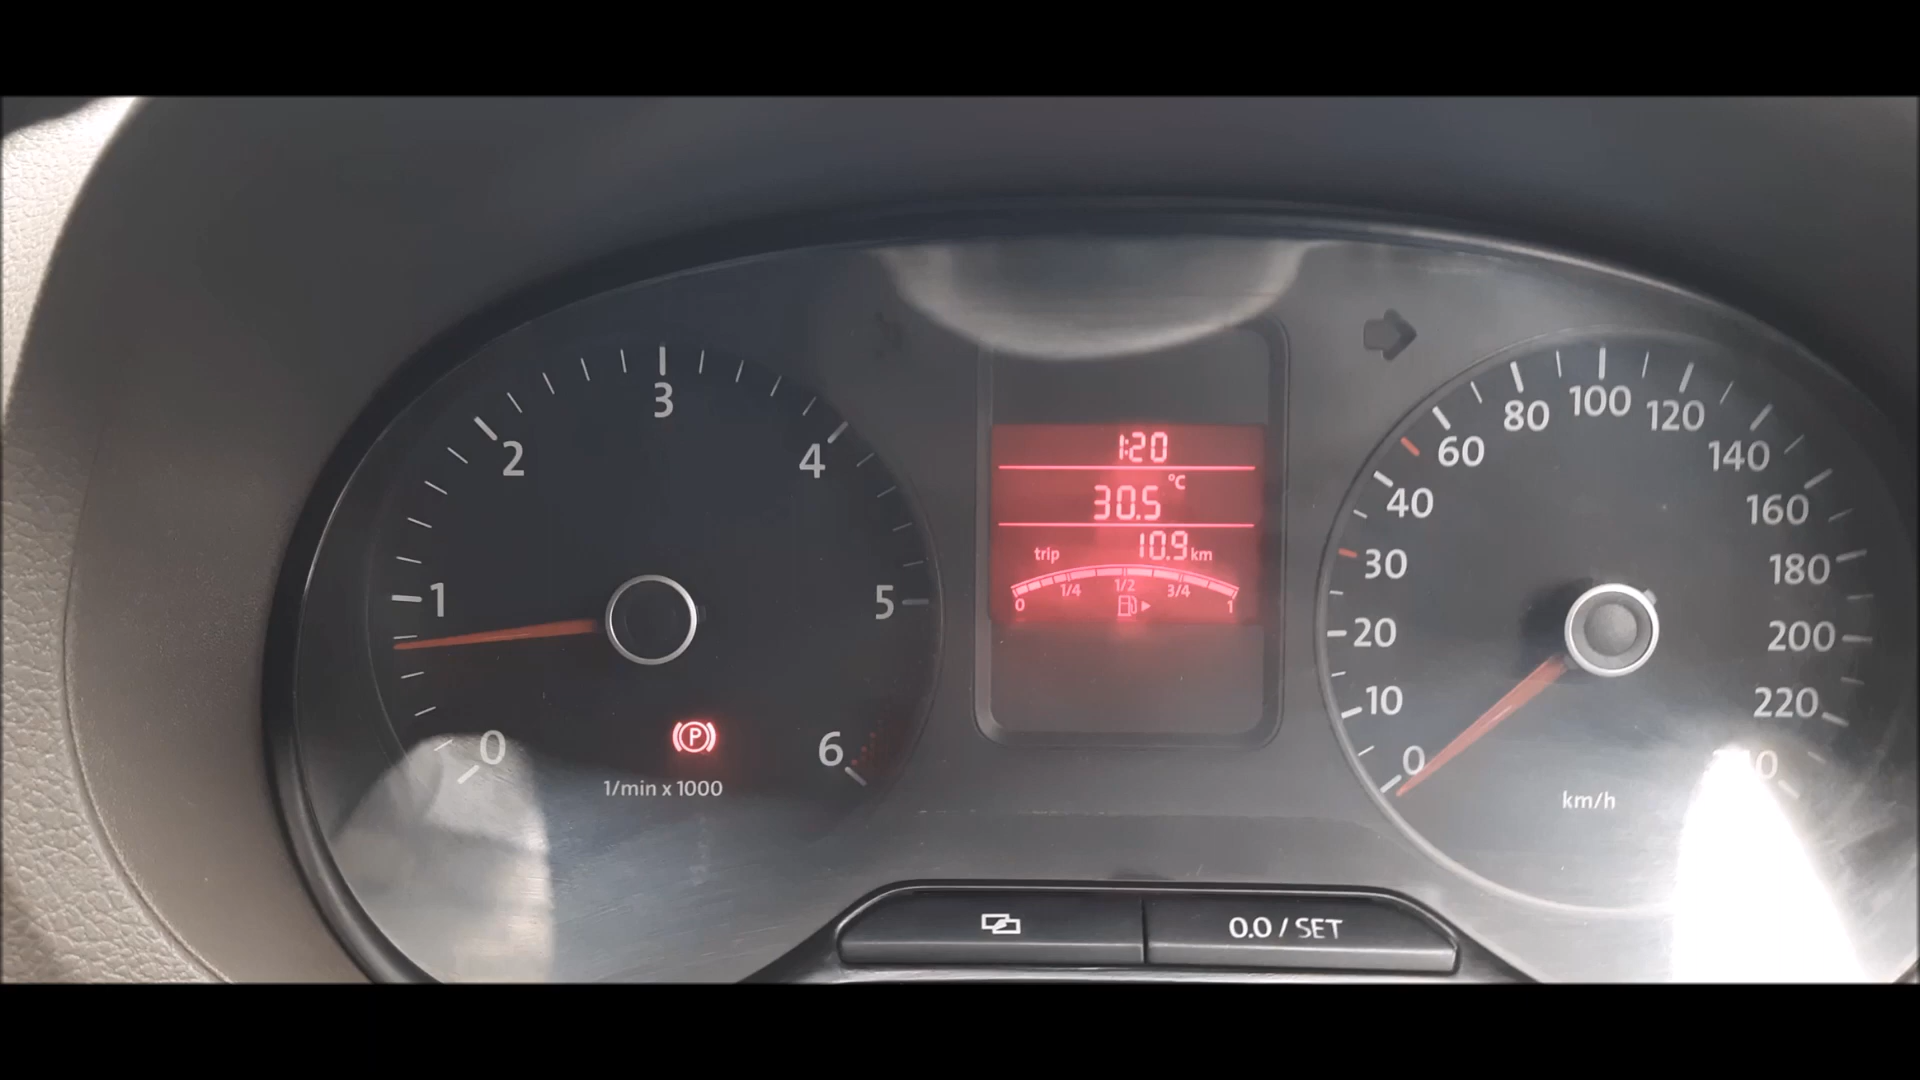 1:20
30.5 °C
trip 10.9 km
0 1/4 1/2 3/4 1
0 1 2 3 4 5 6
P
1/min x 1000
0 10 20 30 40 60 80 100 120 140 160 180 200 220
km/h
0.0 / SET